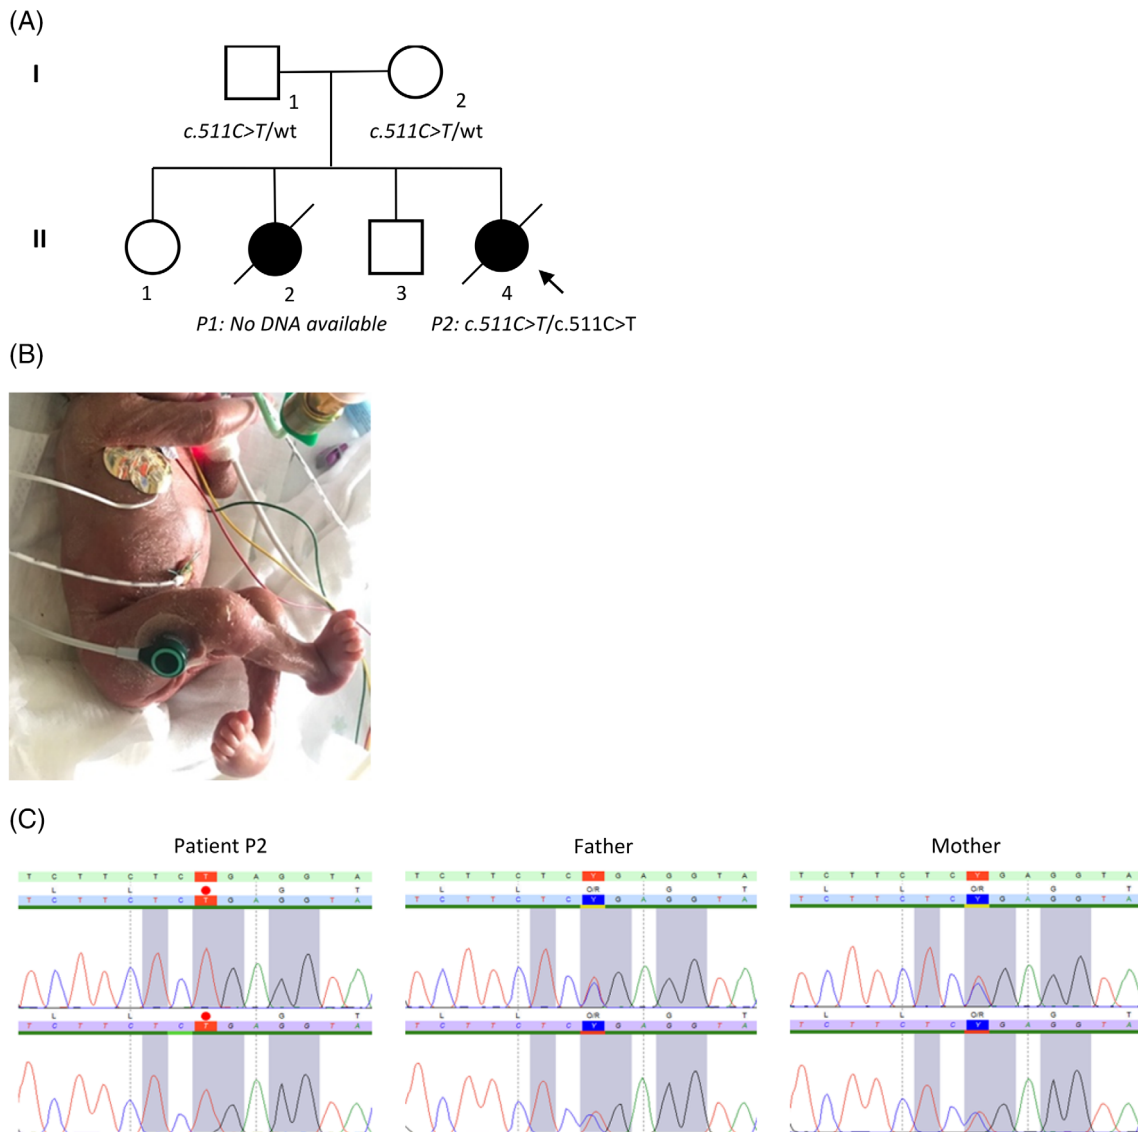 (A)
I
1
2
c.511C>T/wt
c.511C>T/wt
II
1
2
3
4
P1: No DNA available
P2: c.511C>T/c.511C>T
(B)
(C)
Patient P2
Father
Mother
T C T T C T C T G A G G T A
T C T T C T C Y G A G G T A
T C T T C T C Y G A G G T A
L L G T
L L O/R G T
L L O/R G T
T C T T C T C T G A G G T A
T C T T C T C Y G A G G T A
T C T T C T C Y G A G G T A
L L G T
L L O/R G T
L L O/R G T
T C T T C T C T G A G G T A
T C T T C T C Y G A G G T A
T C T T C T C Y G A G G T A